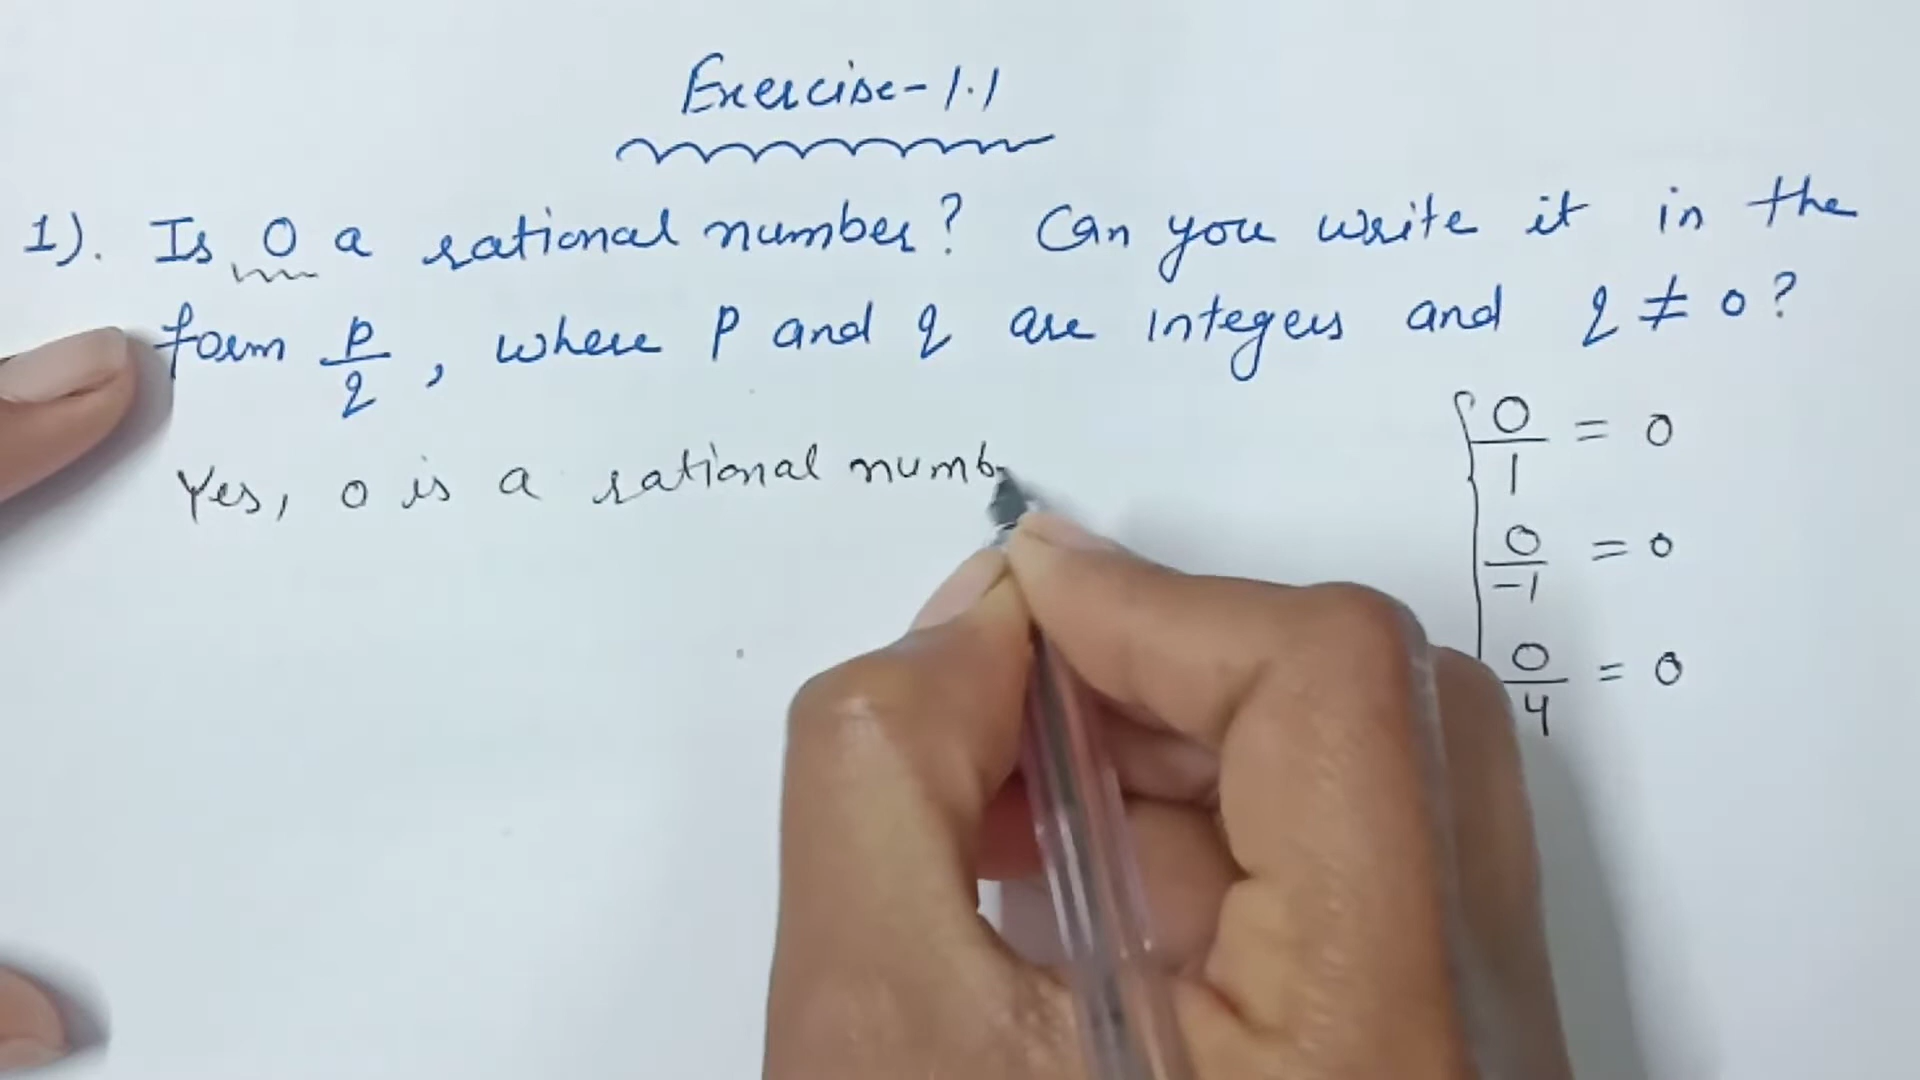 Exercise-1.1
1). Is 0 a rational number? Can you write it in the
form p/q, where p and q are integers and q ≠ 0?
Yes, 0 is a rational numb
0/1 = 0
0/-1 = 0
0/4 = 0